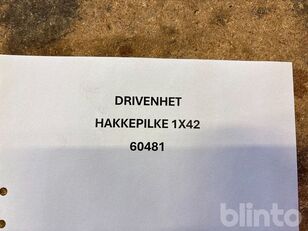 DRIVENHET
HAKKEPILKE 1X42
60481
blinto